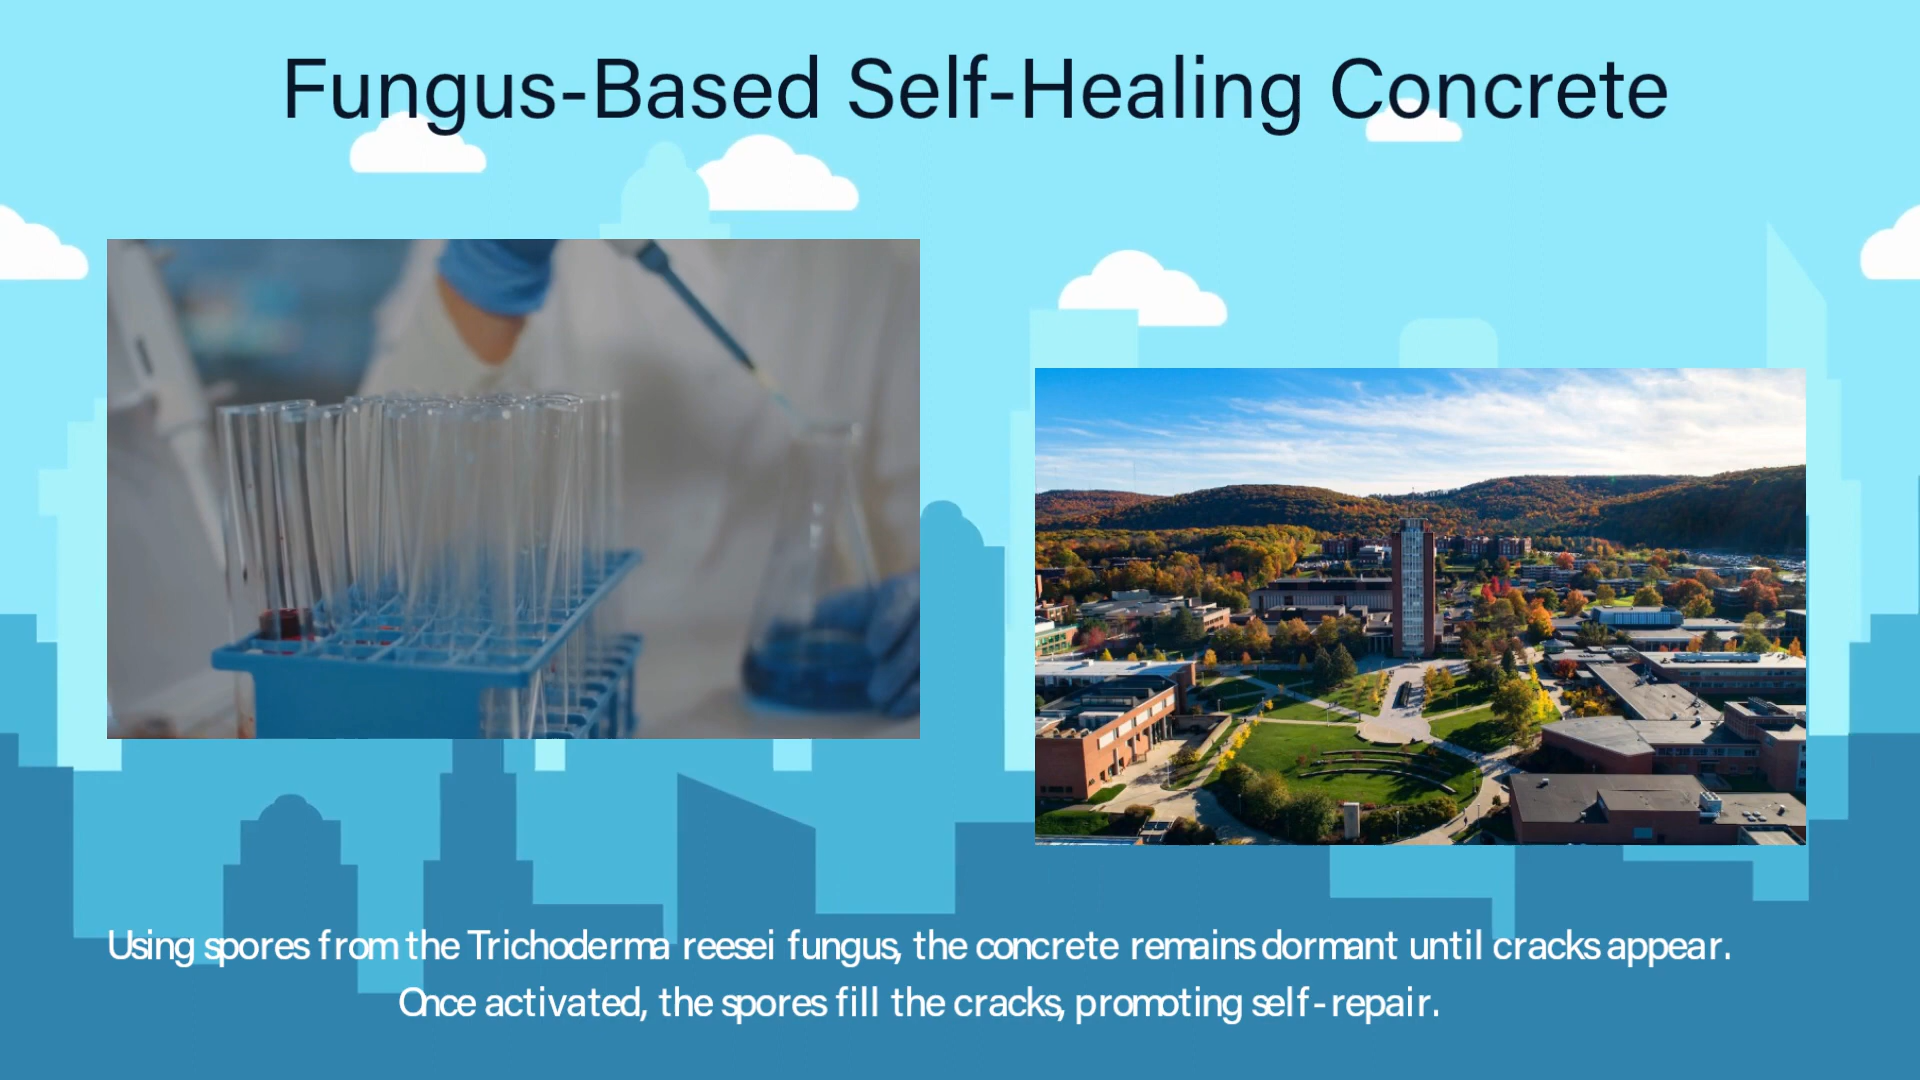 Fungus-Based Self-Healing Concrete
Using spores from the Trichoderma reesei fungus, the concrete remains dormant until cracks appear.
Once activated, the spores fill the cracks, promoting self-repair.